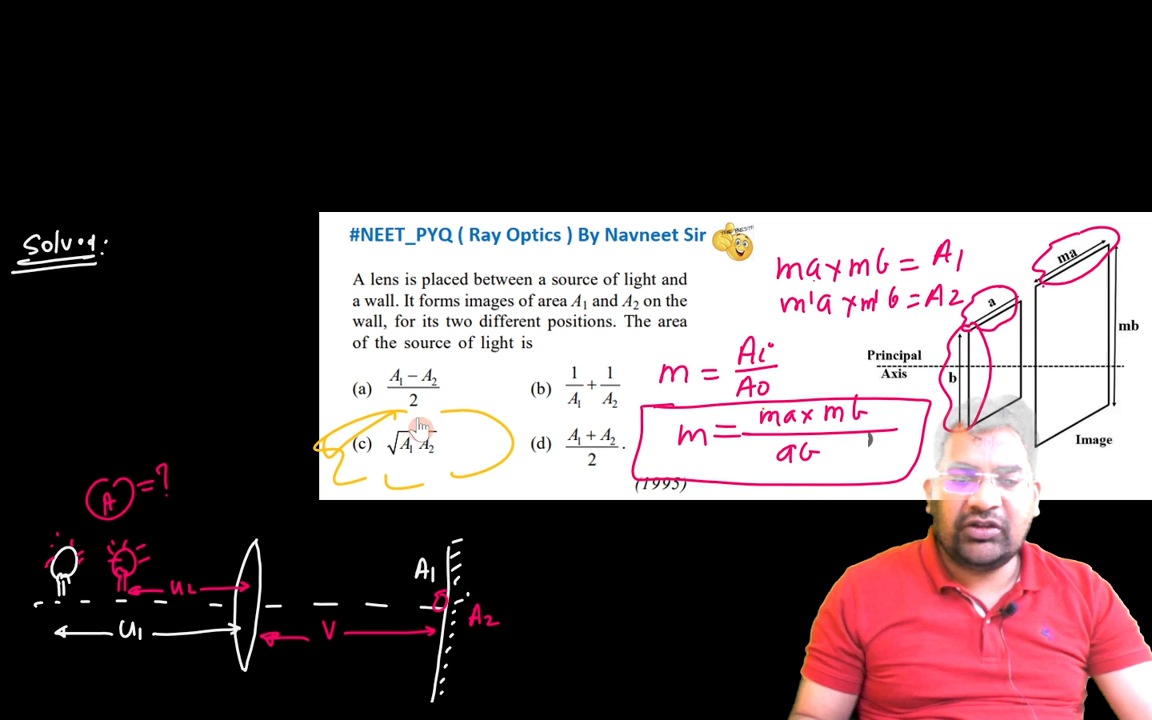 Solved:
#NEET_PYQ ( Ray Optics ) By Navneet Sir
A lens is placed between a source of light and
a wall. It forms images of area A₁ and A₂ on the
wall, for its two different positions. The area
of the source of light is
(a) A₁ − A₂ / 2
(b) 1/A₁ + 1/A₂
(c) √A₁ A₂
(d) A₁ + A₂ / 2 .
(1995)
ma x mb = A1
m'a x m'b = A2
m = Ai / Ao
m = ma x mb / ab
ma
a
mb
b
Principal
Axis
Image
A = ?
A1
A2
u2
u1
V